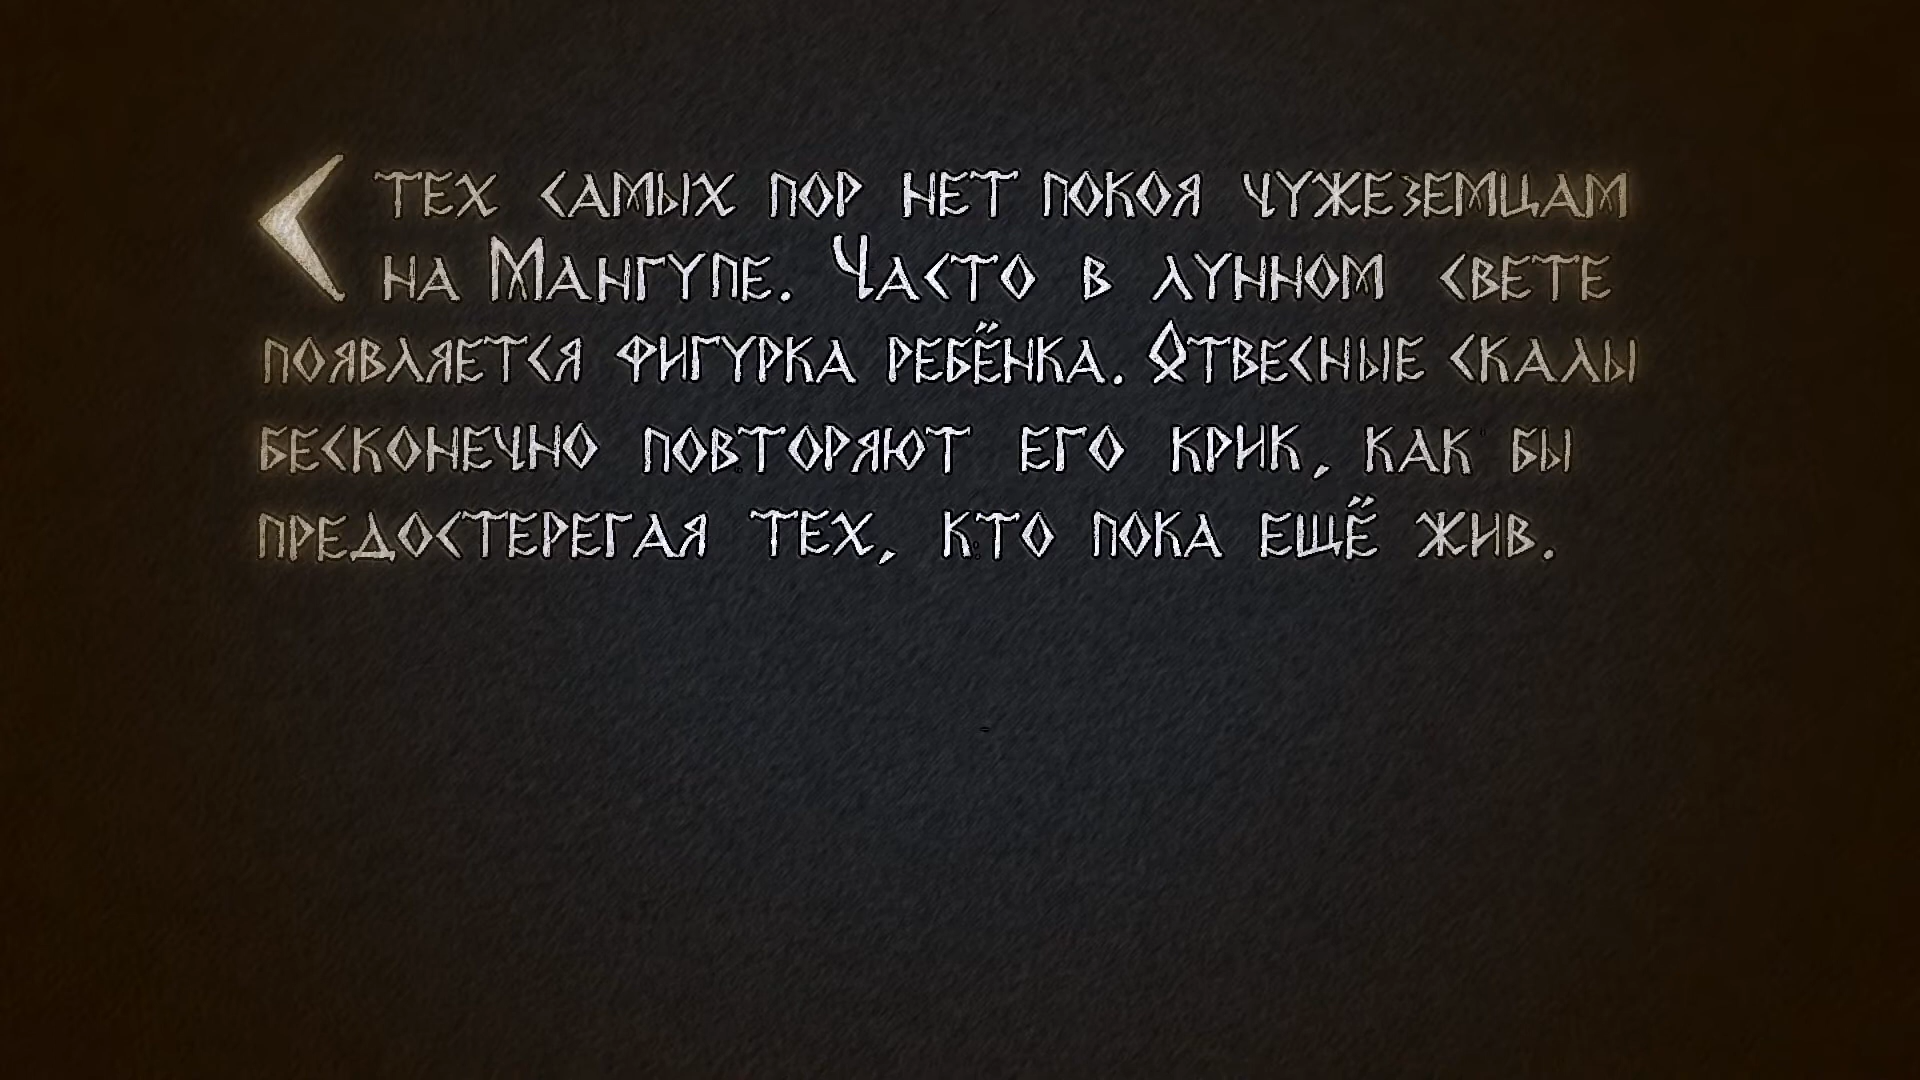 С тех самых пор нет покоя чужеземцам
на Мангупе. Часто в лунном свете
появляется фигурка ребёнка. Отвесные скалы
бесконечно повторяют его крик, как бы
предостерегая тех, кто пока ещё жив.